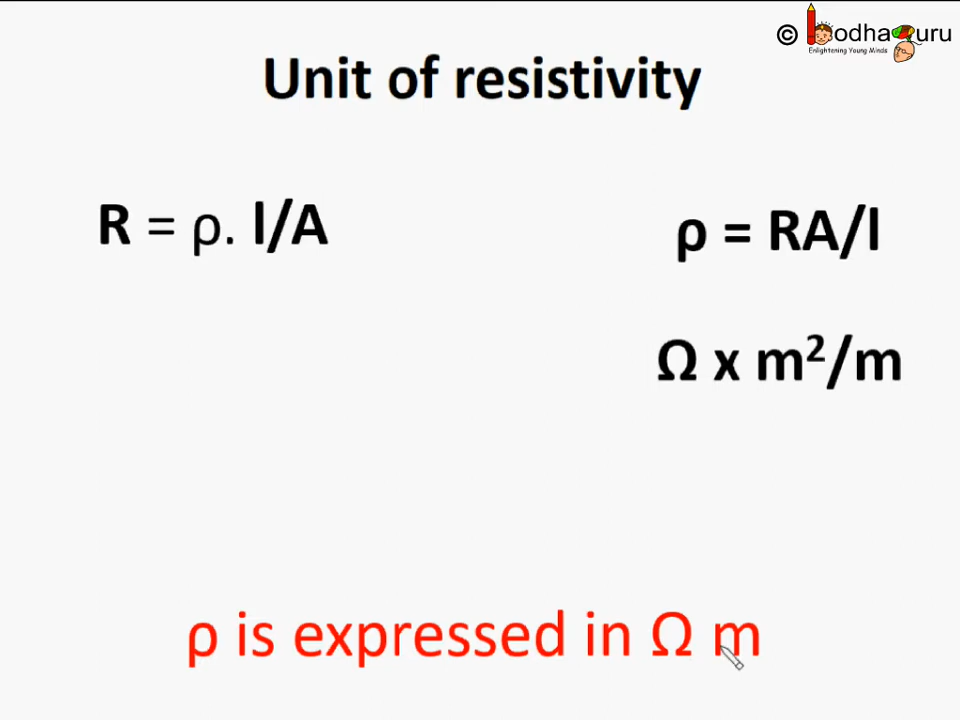 © BodhaGuru
Enlightening Young Minds
Unit of resistivity
R = ρ. l/A
ρ = RA/l
Ω x m²/m
ρ is expressed in Ω m